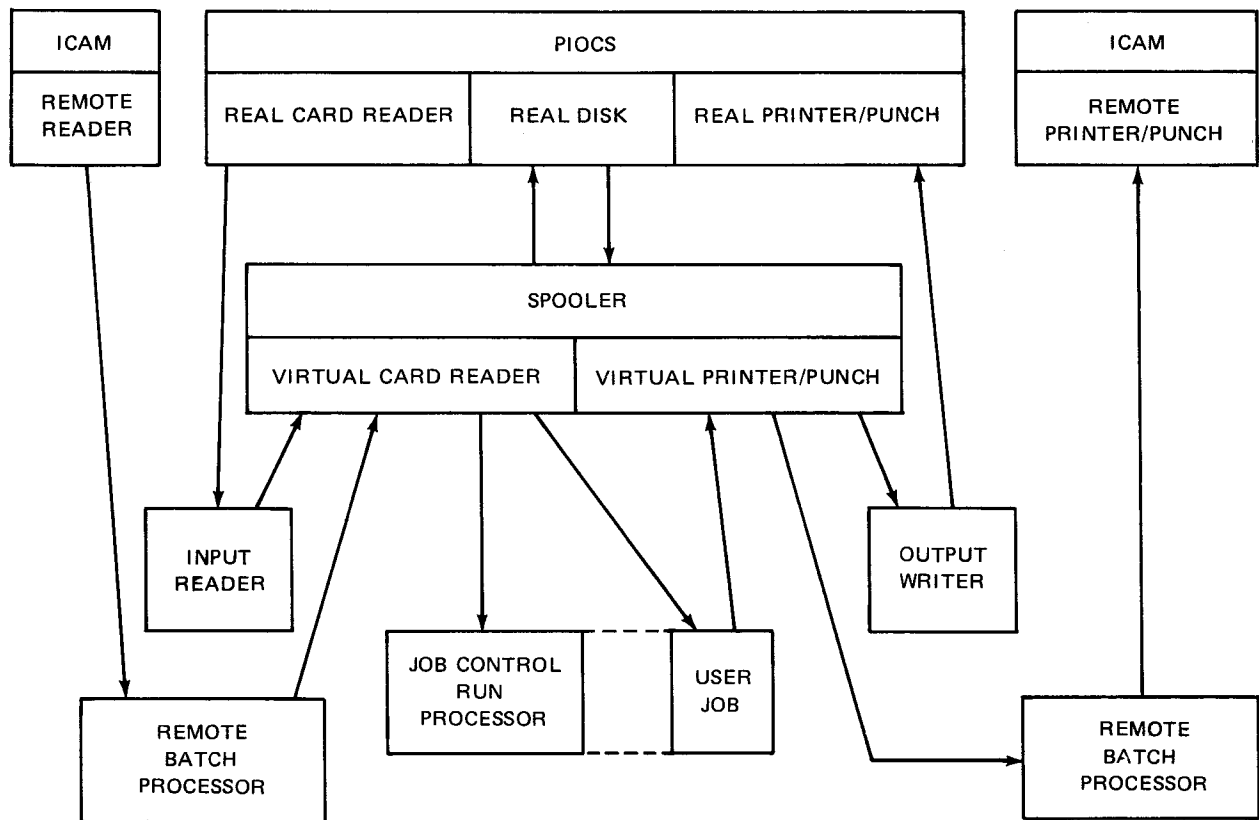 ICAM
REMOTE
READER
PIOCS
REAL CARD READER
REAL DISK
REAL PRINTER/PUNCH
ICAM
REMOTE
PRINTER/PUNCH
SPOOLER
VIRTUAL CARD READER
VIRTUAL PRINTER/PUNCH
INPUT
READER
OUTPUT
WRITER
JOB CONTROL
RUN
PROCESSOR
USER
JOB
REMOTE
BATCH
PROCESSOR
REMOTE
BATCH
PROCESSOR